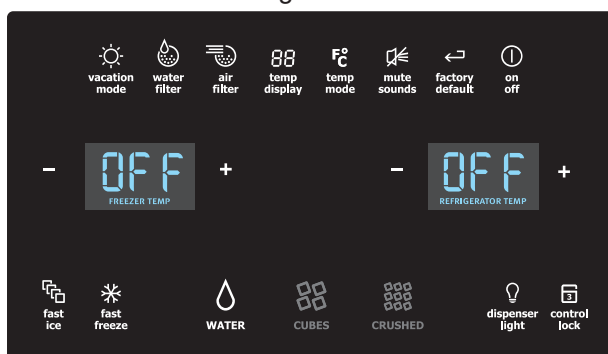 88 F° C
vacation water air temp temp mute factory on
mode filter filter display mode sounds default off
- OFF + - OFF +
FREEZER TEMP REFRIGERATOR TEMP
3
fast fast dispenser control
ice freeze WATER CUBES CRUSHED light lock